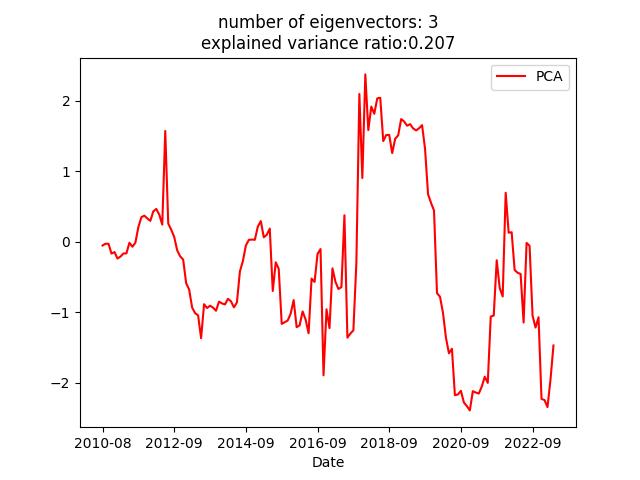 number of eigenvectors: 3
explained variance ratio:0.207
PCA
2
1
0
−1
−2
2010-08 2012-09 2014-09 2016-09 2018-09 2020-09 2022-09
Date